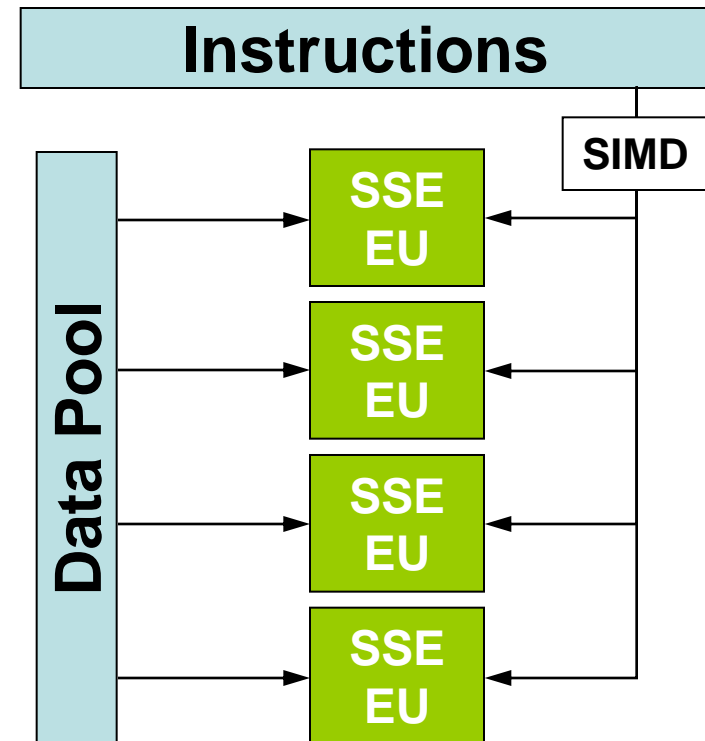 Instructions
SIMD
SSE
EU
SSE
EU
Data Pool
SSE
EU
SSE
EU